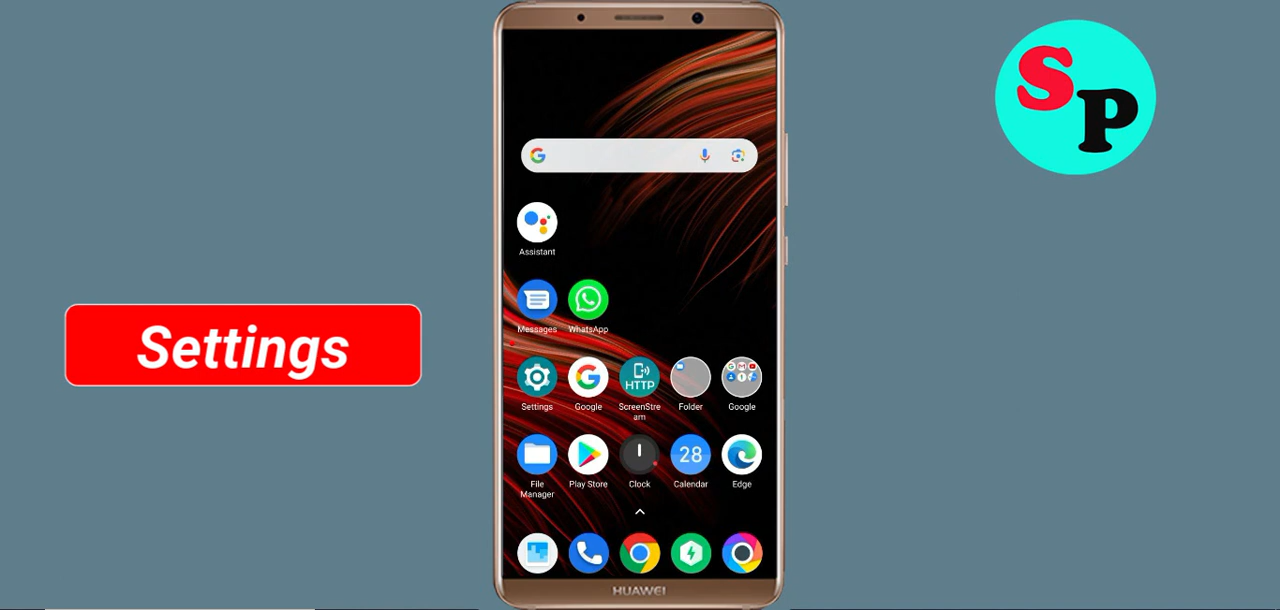 S
P
Assistant
Messages WhatsApp
Settings
Settings Google ScreenStre
am Folder Google
HTTP
28
File
Manager Play Store Clock Calendar Edge
HUAWEI